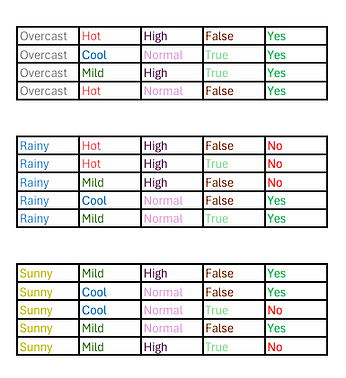 Overcast Hot High False Yes
Overcast Cool Normal True Yes
Overcast Mild High True Yes
Overcast Hot Normal False Yes
Rainy Hot High False No
Rainy Hot High True No
Rainy Mild High False No
Rainy Cool Normal False Yes
Rainy Mild Normal True Yes
Sunny Mild High False Yes
Sunny Cool Normal False Yes
Sunny Cool Normal True No
Sunny Mild Normal False Yes
Sunny Mild High True No